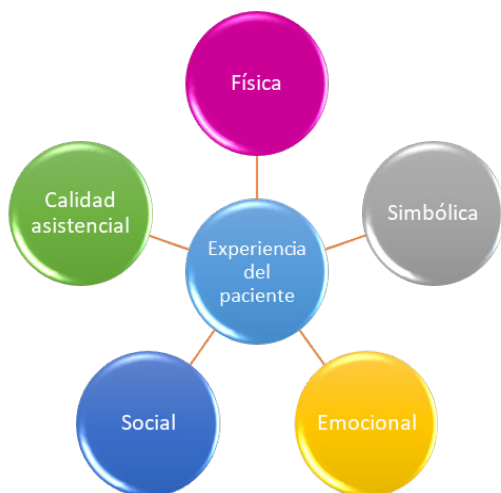 Física
Calidad
asistencial
Simbólica
Experiencia
del
paciente
Social
Emocional